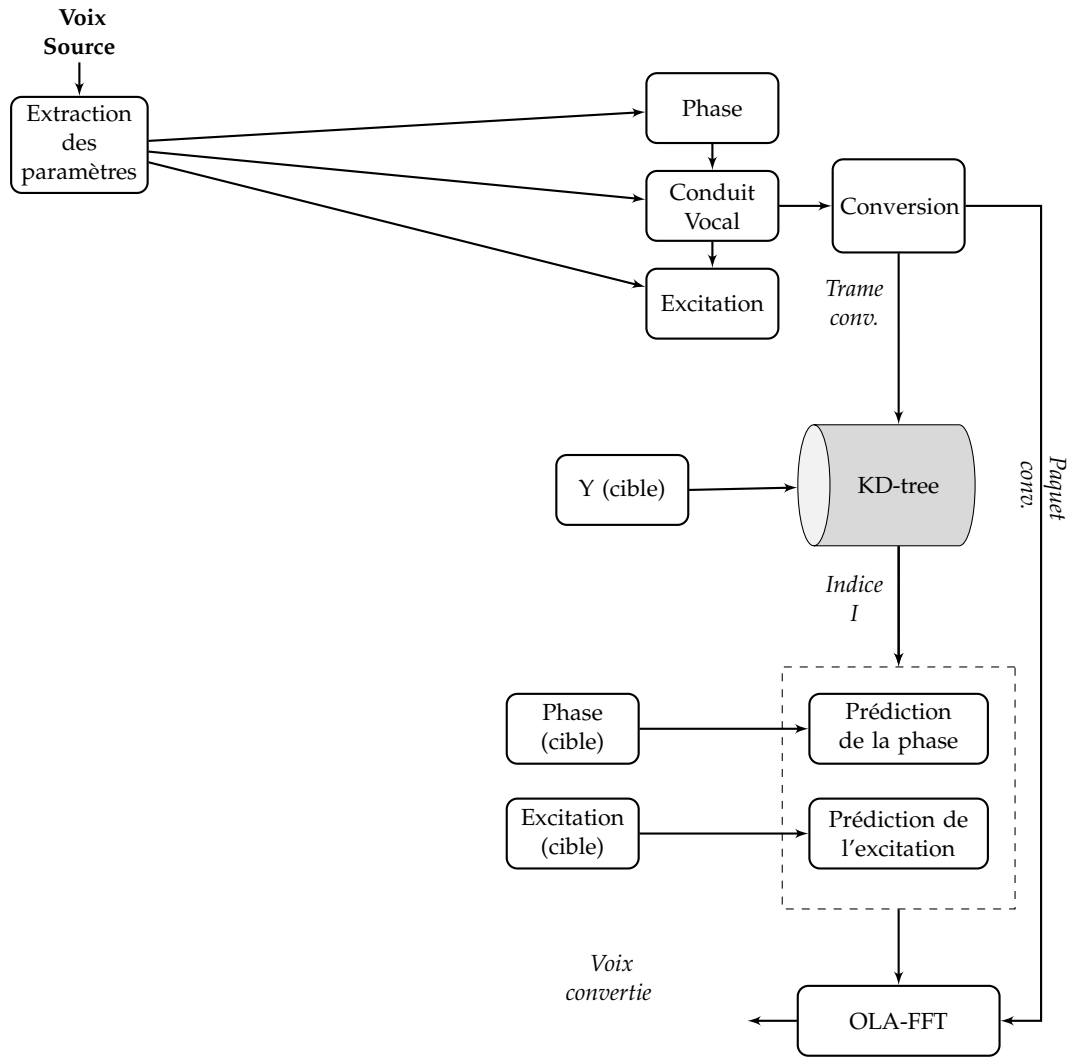 Voix
Source
Extraction
des
paramètres
Phase
Conduit
Vocal
Conversion
Excitation
Trame
conv.
Y (cible)
KD-tree
Paquet
conv.
Indice
I
Phase
(cible)
Prédiction
de la phase
Excitation
(cible)
Prédiction de
l'excitation
Voix
convertie
OLA-FFT